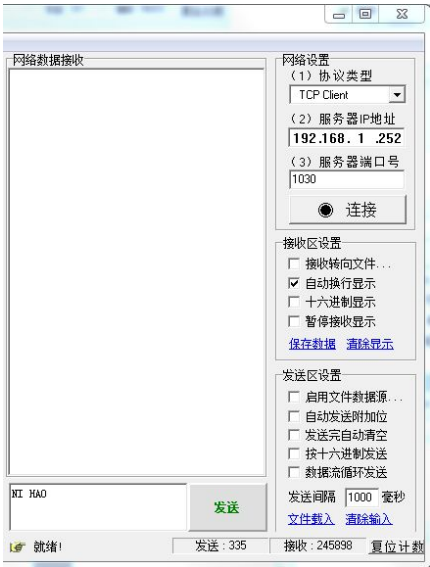 网络数据接收
网络设置
（1）协议类型
TCP Client
（2）服务器IP地址
192.168. 1 .252
（3）服务器端口号
1030
连接
接收区设置
接收转向文件...
自动换行显示
十六进制显示
暂停接收显示
保存数据 清除显示
发送区设置
启用文件数据源...
自动发送附加位
发送完自动清空
按十六进制发送
数据流循环发送
发送间隔 1000 毫秒
文件载入 清除输入
NI HAO
发送
就绪!
发送 : 335
接收 : 245898
复位计数